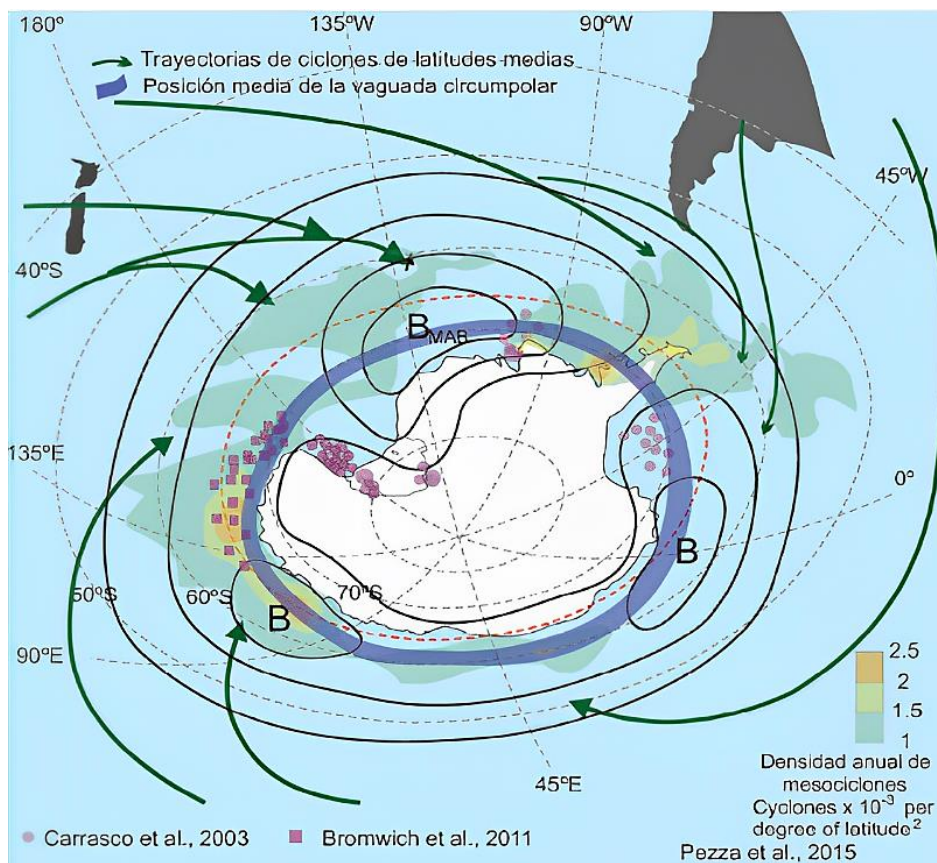 180º
135ºW
90ºW
Trayectorias de ciclones de latitudes medias
Posición media de la vaguada circumpolar
45ºW
40ºS
BMAB
135ºE
0º
B
50ºS
60ºS
70ºS
B
90ºE
2.5
2
1.5
1
45ºE
Densidad anual de
mesociclones
Cyclones x 10⁻³ per
degree of latitude²
Carrasco et al., 2003
Bromwich et al., 2011
Pezza et al., 2015